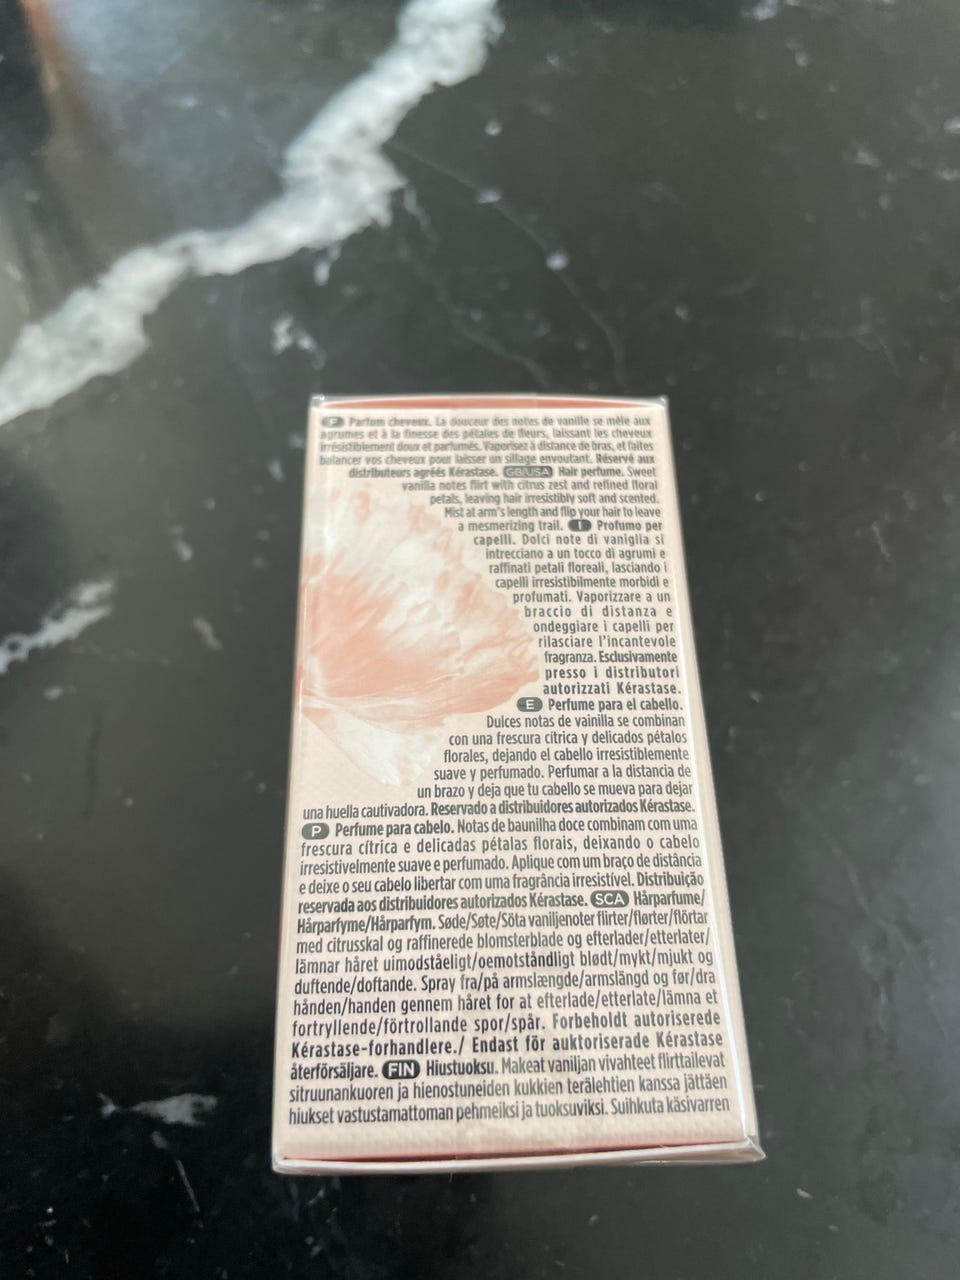 F Parfum cheveux. La douceur des notes de vanille se mêle aux
agrumes et à la finesse des pétales de fleurs, laissant les cheveux
irrésistiblement doux et parfumés. Vaporisez à distance de bras, et faites
balancer vos cheveux pour laisser un sillage envoutant. Réservé aux
distributeurs agréés Kérastase. GB/USA Hair perfume. Sweet
vanilla notes flirt with citrus zest and refined floral
petals, leaving hair irresistibly soft and scented.
Mist at arm's length and flip your hair to leave
a mesmerizing trail. I Profumo per
capelli. Dolci note di vaniglia si
intrecciano a un tocco di agrumi e
raffinati petali floreali, lasciando i
capelli irresistibilmente morbidi e
profumati. Vaporizzare a un
braccio di distanza e
ondeggiare i capelli per
rilasciare l'incantevole
fragranza. Esclusivamente
presso i distributori
autorizzati Kérastase.
E Perfume para el cabello.
Dulces notas de vainilla se combinan
con una frescura cítrica y delicados pétalos
florales, dejando el cabello irresistiblemente
suave y perfumado. Perfumar a la distancia de
un brazo y deja que tu cabello se mueva para dejar
una huella cautivadora. Reservado a distribuidores autorizados Kérastase.
P Perfume para cabelo. Notas de baunilha doce combinam com uma
frescura cítrica e delicadas pétalas florais, deixando o cabelo
irresistivelmente suave e perfumado. Aplique com um braço de distância
e deixe o seu cabelo libertar com uma fragrância irresistível. Distribuição
reservada aos distribuidores autorizados Kérastase. SCA Hårparfume/
Hårparfyme/Hårparfym. Søde/Søte/Söta vaniljenoter flirter/flørter/flörtar
med citrusskal og raffinerede blomsterblade og efterlader/etterlater/
lämnar håret uimodståeligt/oemotståndligt blødt/mykt/mjukt og
duftende/doftande. Spray fra/på armslængde/armslängd og før/dra
hånden/handen gennem håret for at efterlade/etterlate/lämna et
fortryllende/förtrollande spor/spår. Forbeholdt autoriserede
Kérastase-forhandlere./ Endast för auktoriserade Kérastase
återförsäljare. FIN Hiustuoksu. Makeat vaniljan vivahteet flirttailevat
sitruunankuoren ja hienostuneiden kukkien terälehtien kanssa jättäen
hiukset vastustamattoman pehmeiksi ja tuoksuviksi. Suihkuta käsivarren